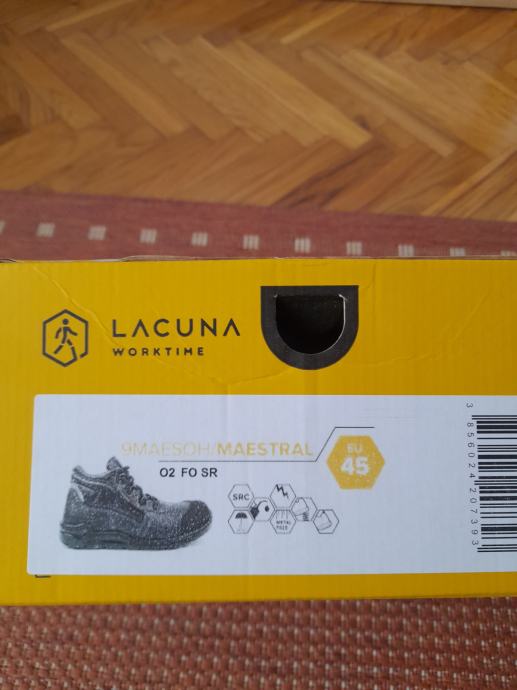 LACUNA
WORKTIME
9MAESOH/MAESTRAL
EU
45
O2 FO SR
SRC
METAL
FREE
3856024207393